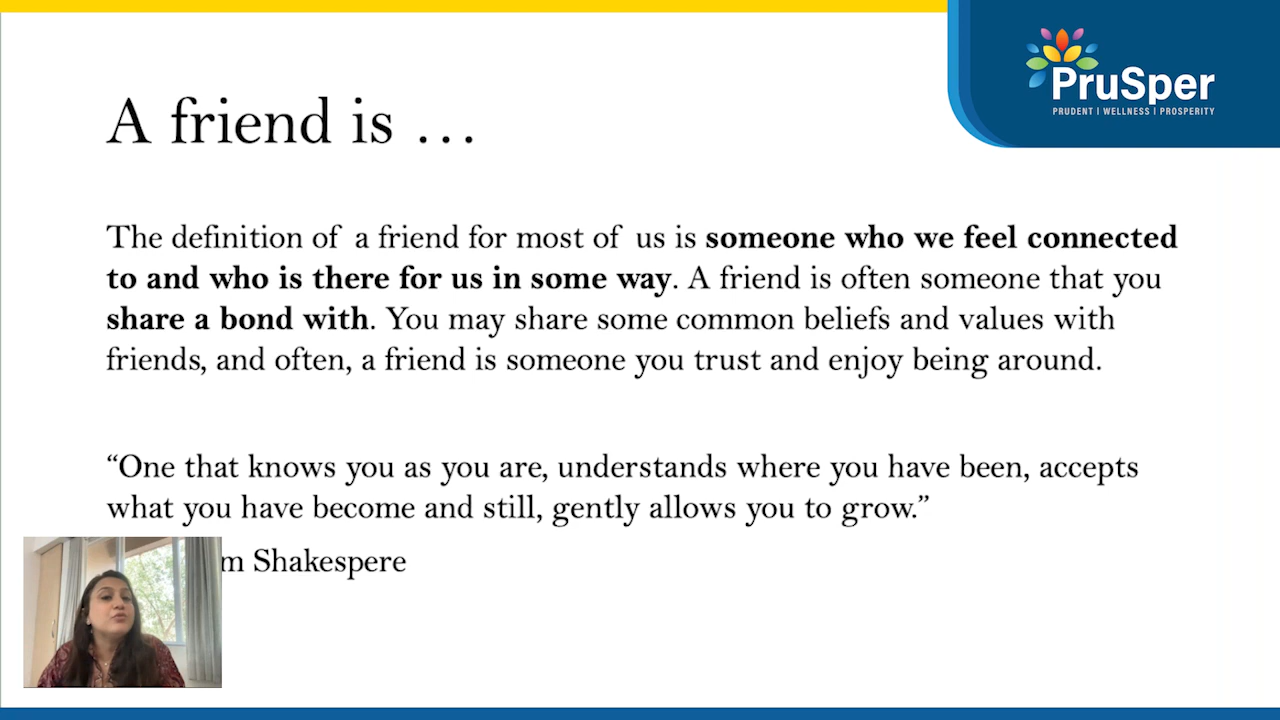 PruSper
PRUDENT | WELLNESS | PROSPERITY
A friend is …
The definition of a friend for most of us is someone who we feel connected
to and who is there for us in some way. A friend is often someone that you
share a bond with. You may share some common beliefs and values with
friends, and often, a friend is someone you trust and enjoy being around.
“One that knows you as you are, understands where you have been, accepts
what you have become and still, gently allows you to grow.”
m Shakespere